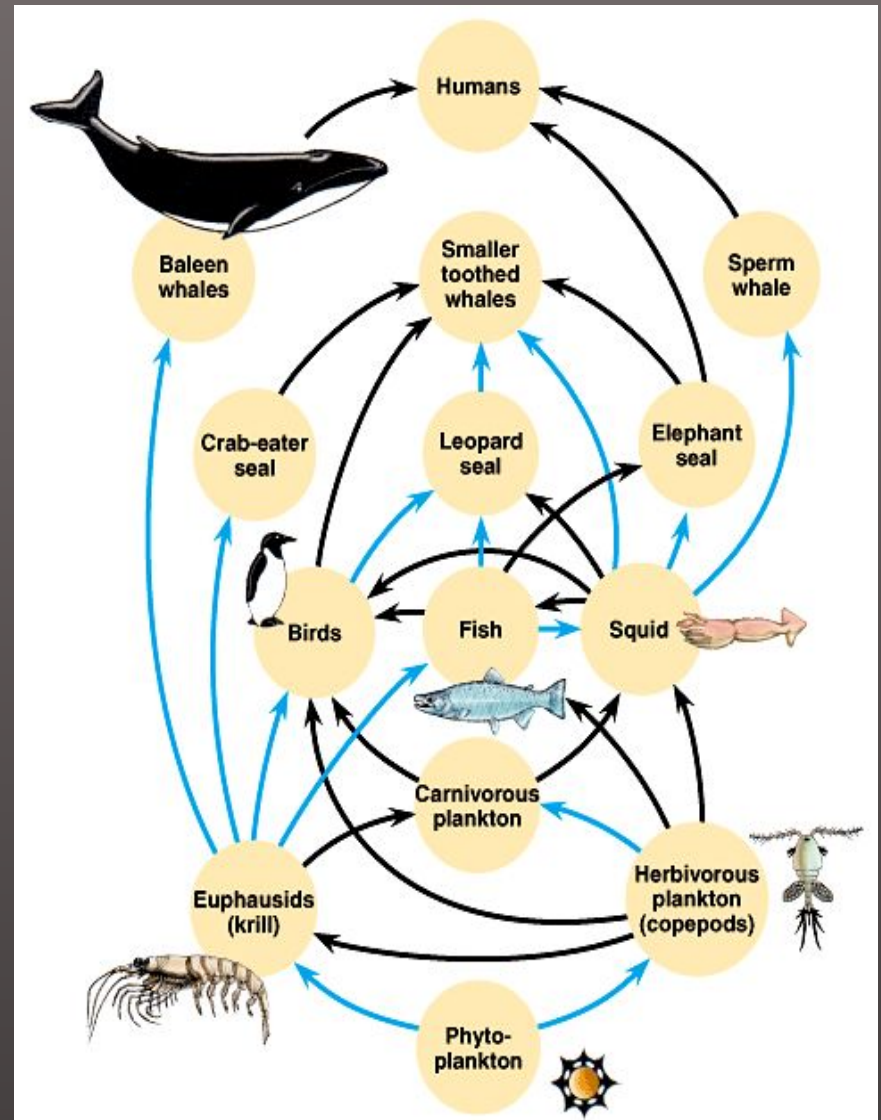 Humans
Baleen
whales
Smaller
toothed
whales
Sperm
whale
Crab-eater
seal
Leopard
seal
Elephant
seal
Birds
Fish
Squid
Carnivorous
plankton
Euphausids
(krill)
Herbivorous
plankton
(copepods)
Phyto-
plankton